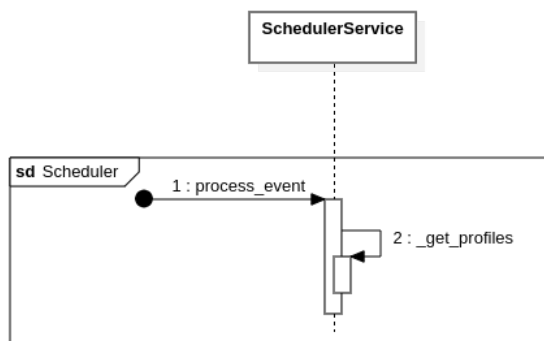 SchedulerService
sd Scheduler
1 : process_event
2 : _get_profiles